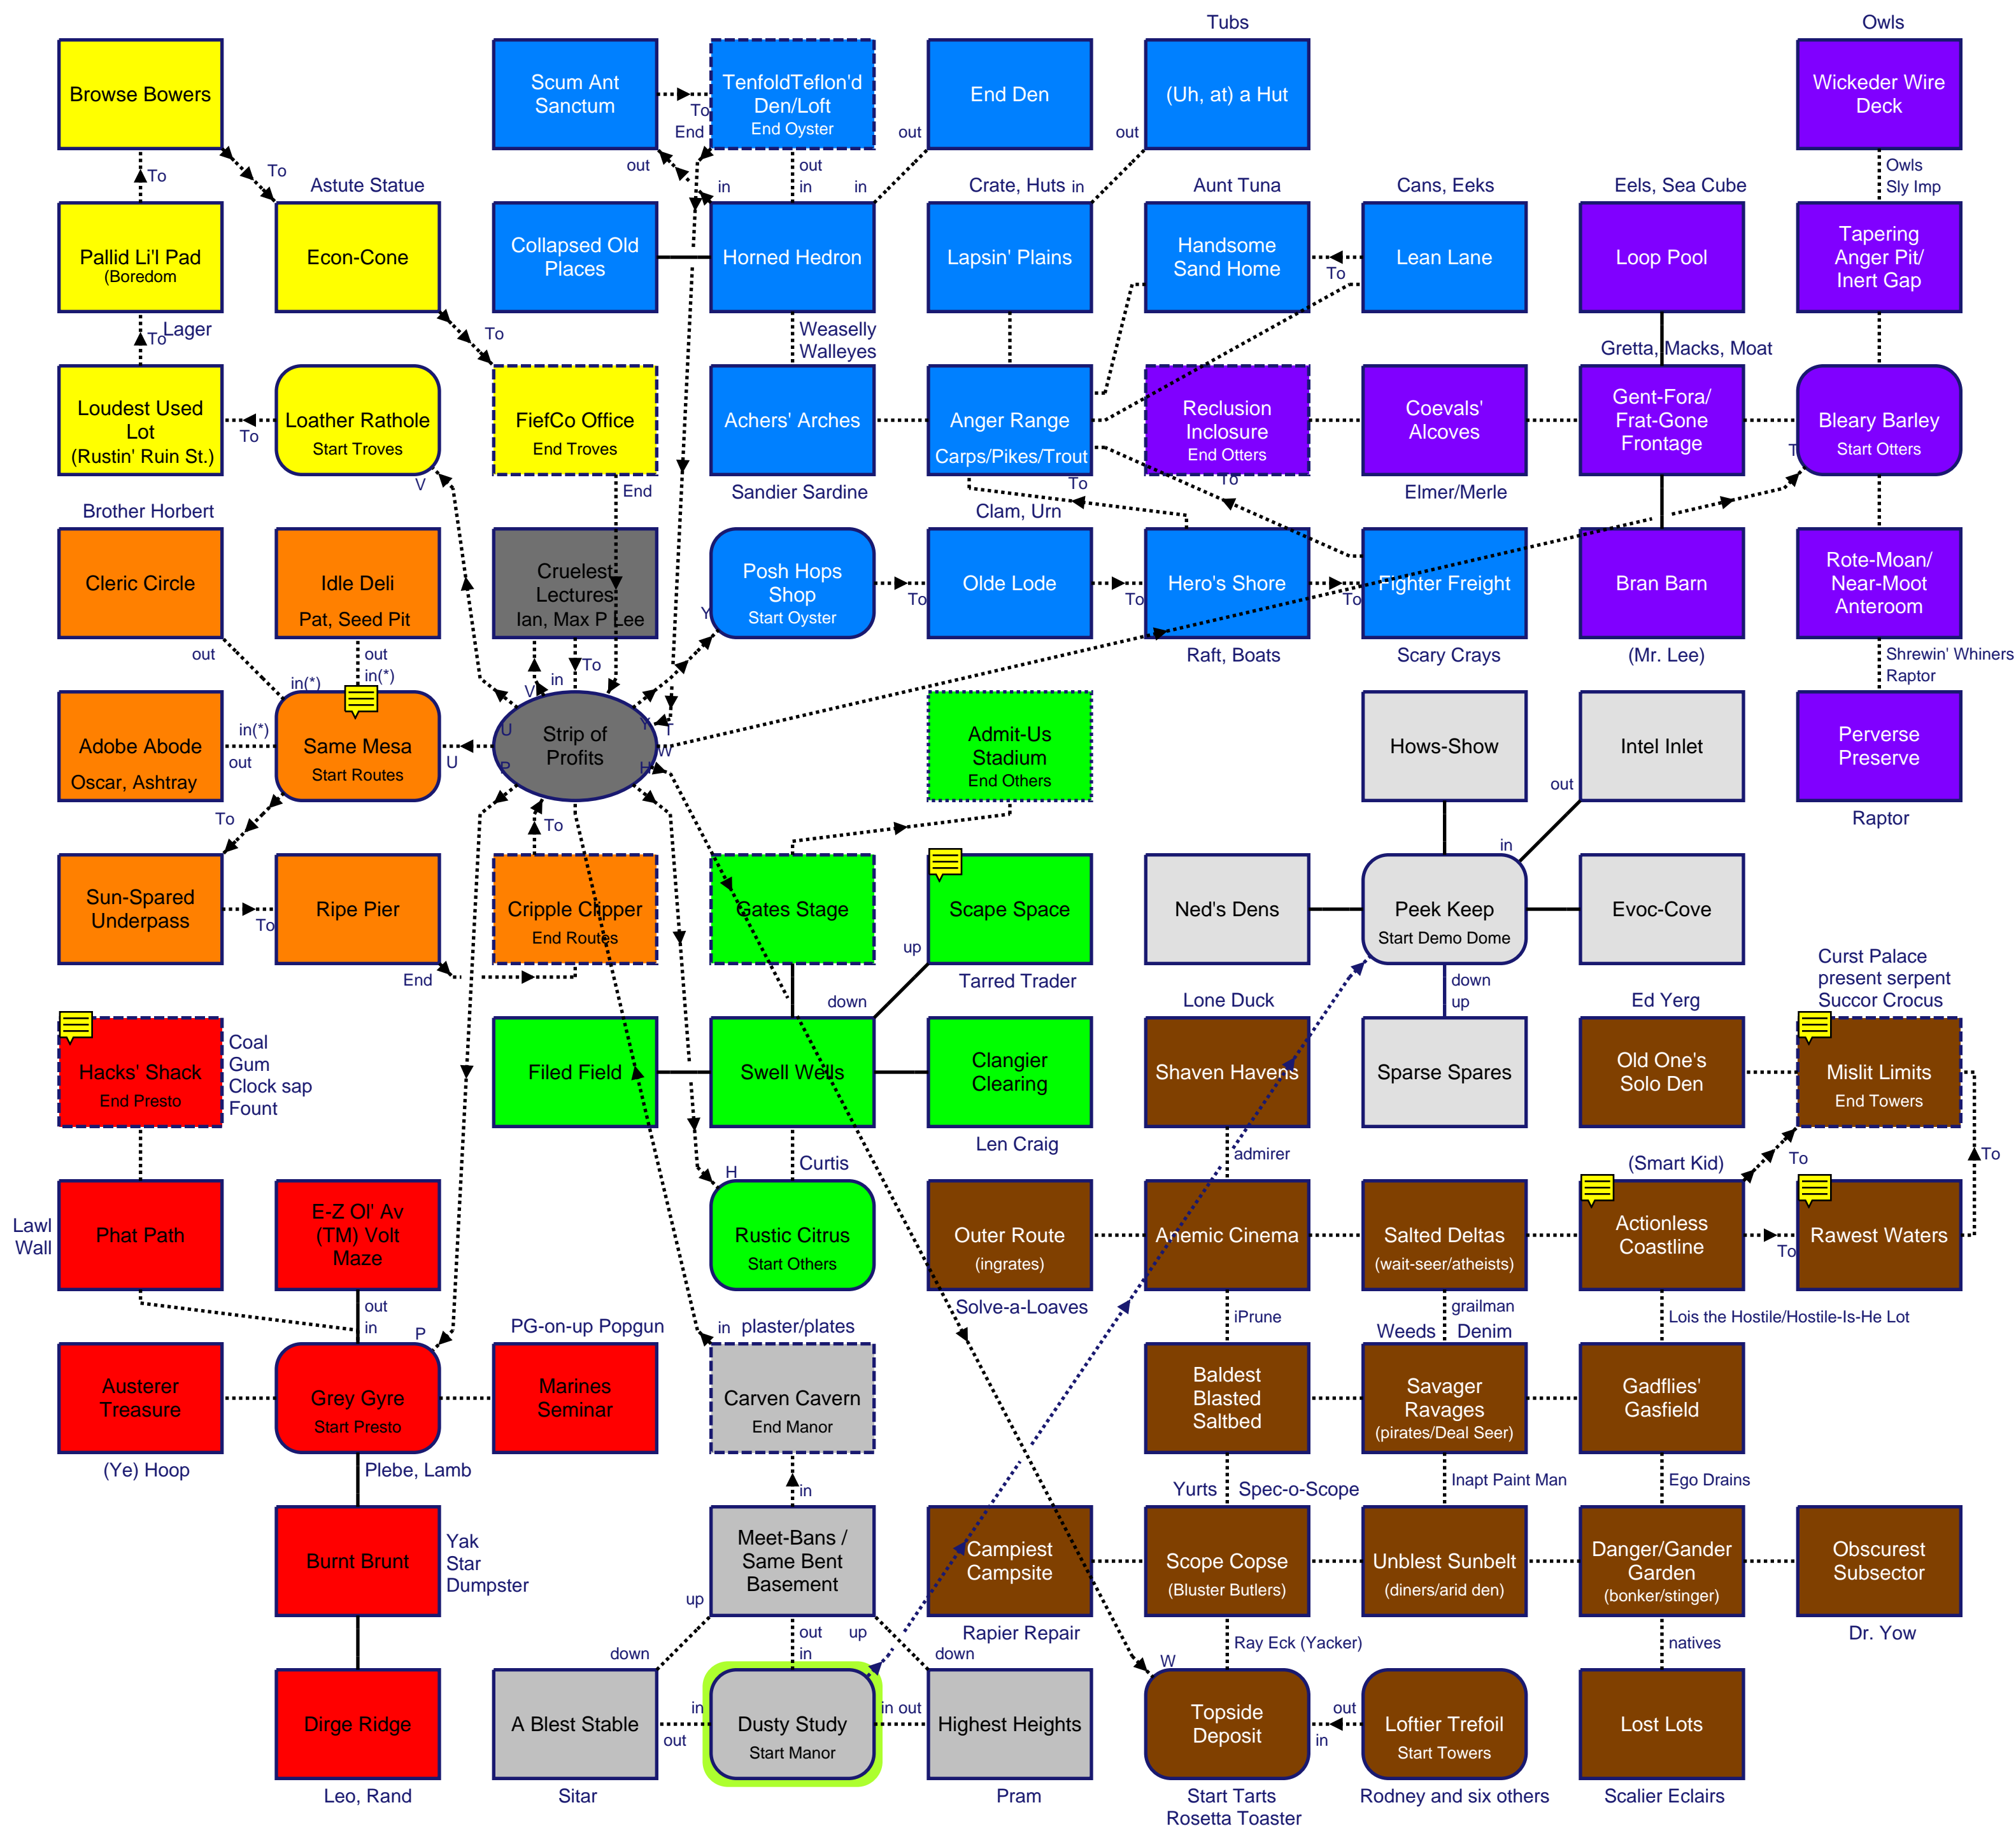 Tubs
Owls
Browse Bowers
Scum Ant
Sanctum
To
End
TenfoldTeflon'd
Den/Loft
End Oyster
End Den
(Uh, at) a Hut
Wickeder Wire
Deck
To
To
out
in
out
in
in
out
out
Owls
Sly Imp
Astute Statue
Crate, Huts
in
Aunt Tuna
Cans, Eeks
Eels, Sea Cube
Pallid Li'l Pad
(Boredom
Econ-Cone
Collapsed Old
Places
Horned Hedron
Lapsin' Plains
Handsome
Sand Home
To
Lean Lane
Loop Pool
Tapering
Anger Pit/
Inert Gap
To
Lager
To
Weaselly
Walleyes
Gretta, Macks, Moat
Loudest Used
Lot
(Rustin' Ruin St.)
To
Loather Rathole
Start Troves
FiefCo Office
End Troves
Achers' Arches
Anger Range
Carps/Pikes/Trout
Reclusion
Inclosure
End Otters
Coevals'
Alcoves
Gent-Fora/
Frat-Gone
Frontage
T
Bleary Barley
Start Otters
V
End
Sandier Sardine
To
To
Elmer/Merle
Brother Horbert
Clam, Urn
Cleric Circle
Idle Deli
Pat, Seed Pit
Cruelest
Lectures
Ian, Max P Lee
Y
Posh Hops
Shop
Start Oyster
To
Olde Lode
To
Hero's Shore
To
Fighter Freight
Bran Barn
Rote-Moan/
Near-Moot
Anteroom
out
in(*)
out
in(*)
V
in
To
Raft, Boats
Scary Crays
(Mr. Lee)
Shrewin' Whiners
Raptor
Adobe Abode
Oscar, Ashtray
in(*)
out
Same Mesa
Start Routes
U
U
P
Strip of
Profits
Y
T
W
H
Admit-Us
Stadium
End Others
Hows-Show
Intel Inlet
Perverse
Preserve
To
To
out
in
Raptor
Sun-Spared
Underpass
To
Ripe Pier
Cripple Clipper
End Routes
Gates Stage
Scape Space
Ned's Dens
Peek Keep
Start Demo Dome
Evoc-Cove
End
up
down
Tarred Trader
down
up
Curst Palace
present serpent
Succor Crocus
Lone Duck
Ed Yerg
Hacks' Shack
End Presto
Coal
Gum
Clock sap
Fount
Filed Field
Swell Wells
Clangier
Clearing
Shaven Havens
Sparse Spares
Old One's
Solo Den
Mislit Limits
End Towers
H
Curtis
Len Craig
admirer
(Smart Kid)
To
To
Lawl
Wall
Phat Path
E-Z Ol' Av
(TM) Volt
Maze
Rustic Citrus
Start Others
Outer Route
(ingrates)
Anemic Cinema
Salted Deltas
(wait-seer/atheists)
Actionless
Coastline
To
Rawest Waters
out
in
P
PG-on-up Popgun
in
plaster/plates
Solve-a-Loaves
iPrune
grailman
Weeds
Denim
Lois the Hostile/Hostile-Is-He Lot
Austerer
Treasure
Grey Gyre
Start Presto
Marines
Seminar
Carven Cavern
End Manor
Baldest
Blasted
Saltbed
Savager
Ravages
(pirates/Deal Seer)
Gadflies'
Gasfield
(Ye) Hoop
Plebe, Lamb
in
Yurts
Spec-o-Scope
Inapt Paint Man
Ego Drains
Burnt Brunt
Yak
Star
Dumpster
Meet-Bans /
Same Bent
Basement
Campiest
Campsite
Scope Copse
(Bluster Butlers)
Unblest Sunbelt
(diners/arid den)
Danger/Gander
Garden
(bonker/stinger)
Obscurest
Subsector
up
down
out
in
up
down
Rapier Repair
Ray Eck (Yacker)
W
natives
Dr. Yow
Dirge Ridge
A Blest Stable
in
out
Dusty Study
Start Manor
in out
Highest Heights
Topside
Deposit
out
in
Loftier Trefoil
Start Towers
Lost Lots
Leo, Rand
Sitar
Pram
Start Tarts
Rosetta Toaster
Rodney and six others
Scalier Eclairs